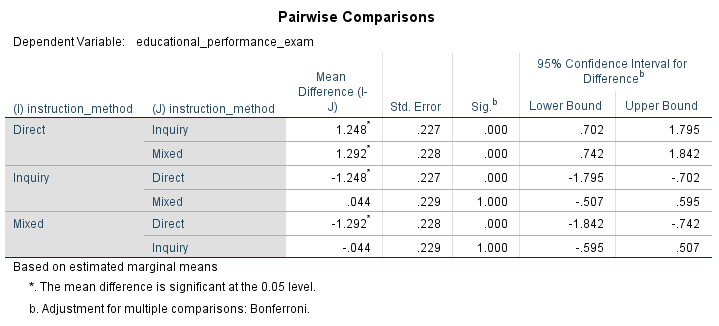 Pairwise Comparisons
Dependent Variable: educational_performance_exam
(I) instruction_method (J) instruction_method Mean Difference (I-J) Std. Error Sig.b 95% Confidence Interval for Differenceb
Lower Bound Upper Bound
Direct Inquiry 1.248* .227 .000 .702 1.795
Mixed 1.292* .228 .000 .742 1.842
Inquiry Direct -1.248* .227 .000 -1.795 -.702
Mixed .044 .229 1.000 -.507 .595
Mixed Direct -1.292* .228 .000 -1.842 -.742
Inquiry -.044 .229 1.000 -.595 .507
Based on estimated marginal means
*. The mean difference is significant at the 0.05 level.
b. Adjustment for multiple comparisons: Bonferroni.